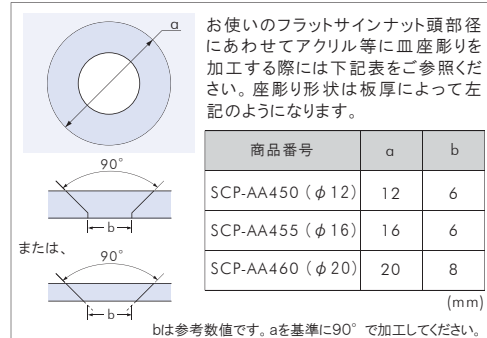 お使いのフラットサインナット頭部径
にあわせてアクリル等に皿座彫りを
加工する際には下記表をご参照くだ
さい。座彫り形状は板厚によって左
記のようになります。
a
90°
b
または、
90°
b
商品番号 a b
SCP-AA450（φ12） 12 6
SCP-AA455（φ16） 16 6
SCP-AA460（φ20） 20 8
(mm)
bは参考数値です。aを基準に90°で加工してください。